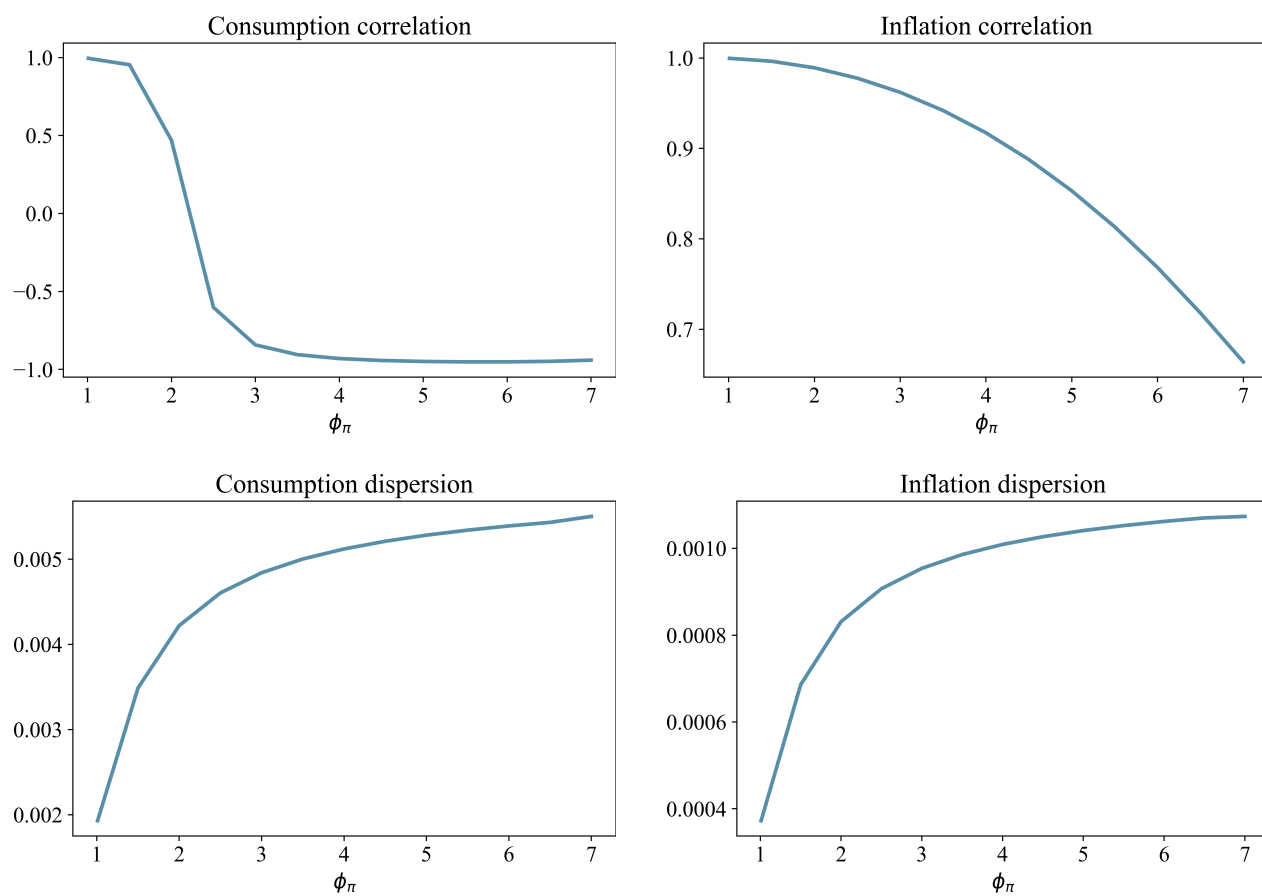 Consumption correlation
1.0
0.5
0.0
−0.5
−1.0
1 2 3 4 5 6 7
ϕπ
Inflation correlation
1.0
0.9
0.8
0.7
1 2 3 4 5 6 7
ϕπ
Consumption dispersion
0.005
0.004
0.003
0.002
1 2 3 4 5 6 7
ϕπ
Inflation dispersion
0.0010
0.0008
0.0006
0.0004
1 2 3 4 5 6 7
ϕπ